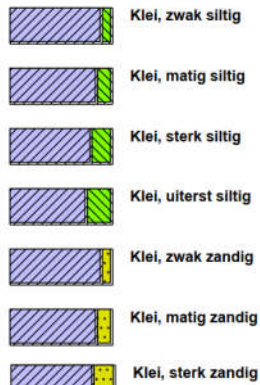 Klei, zwak siltig
Klei, matig siltig
Klei, sterk siltig
Klei, uiterst siltig
Klei, zwak zandig
Klei, matig zandig
Klei, sterk zandig